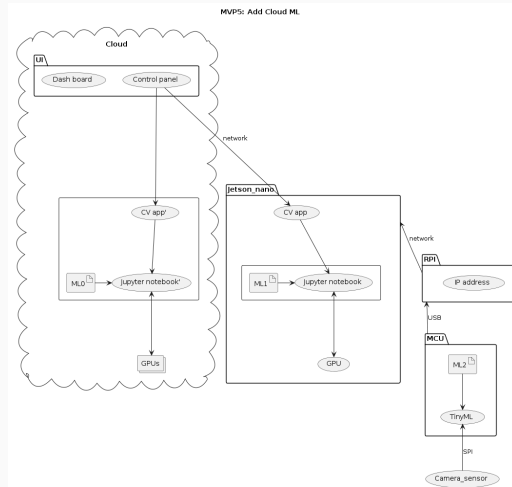 MVP5: Add Cloud ML
Cloud
UI
Dash board
Control panel
network
CV app'
ML0
jupyter notebook'
GPUs
jetson_nano
CV app
ML1
jupyter notebook
GPU
network
RPI
IP address
USB
MCU
ML2
TinyML
SPI
Camera_sensor